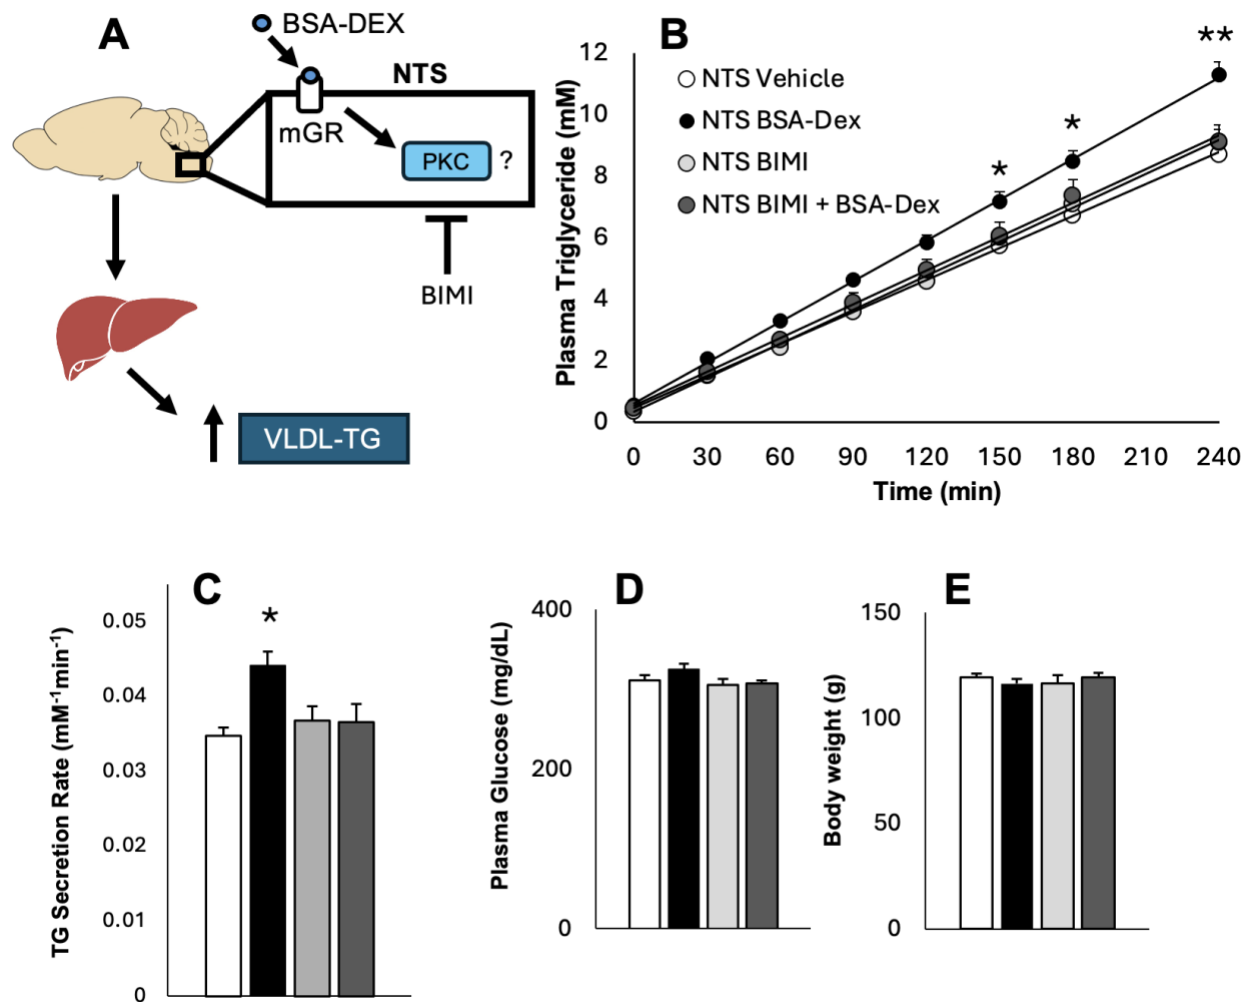 A
BSA-DEX
NTS
mGR
PKC ?
BIMI
VLDL-TG
B
Plasma Triglyceride (mM)
12
10
8
6
4
2
0
NTS Vehicle
NTS BSA-Dex
NTS BIMI
NTS BIMI + BSA-Dex
*
*
**
0 30 60 90 120 150 180 210 240
Time (min)
C
TG Secretion Rate (mM⁻¹min⁻¹)
0.05
0.04
0.03
0.02
0.01
0
*
D
Plasma Glucose (mg/dL)
400
200
0
E
Body weight (g)
150
100
50
0